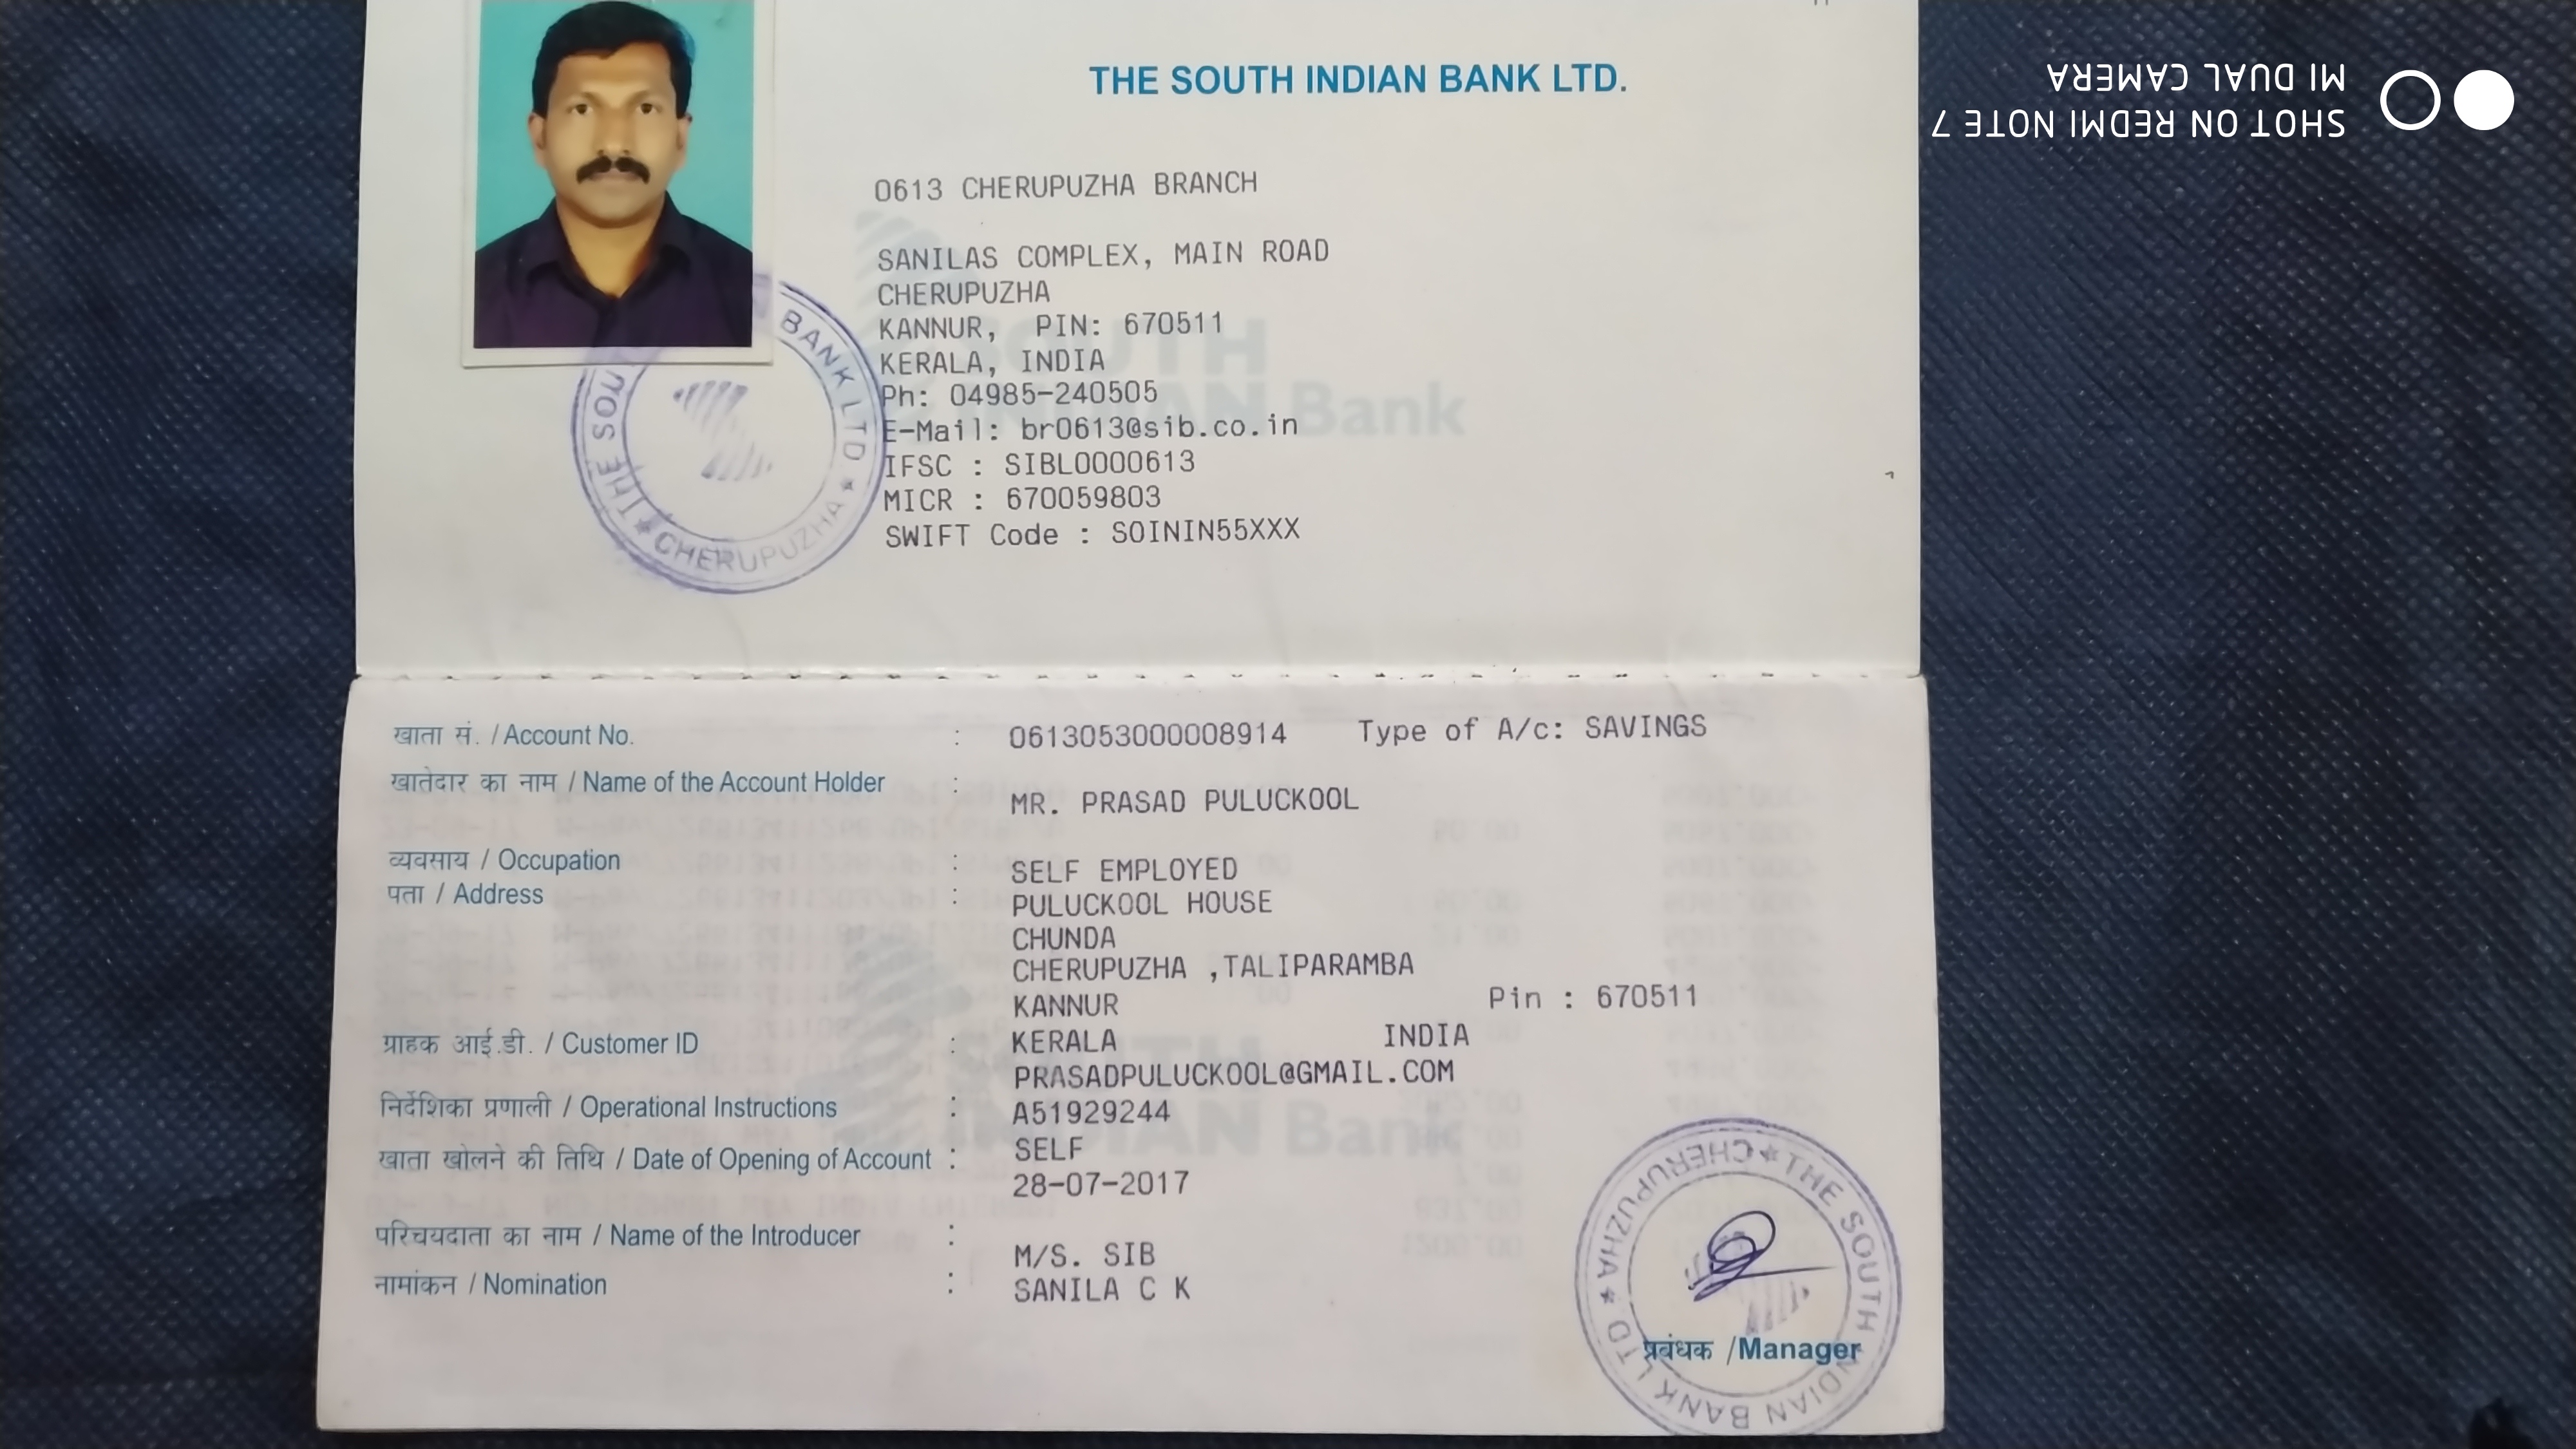 THE SOUTH INDIAN BANK LTD.
0613 CHERUPUZHA BRANCH
SANILAS COMPLEX, MAIN ROAD
CHERUPUZHA
KANNUR, PIN: 670511
KERALA, INDIA
Ph: 04985-240505
E-Mail: br0613@sib.co.in
IFSC : SIBL0000613
MICR : 670059803
SWIFT Code : SOININ55XXX
BANK LTD ★ CHERUPUZHA ★ THE SOU
खाता सं. / Account No. : 0613053000008914 Type of A/c: SAVINGS
खातेदार का नाम / Name of the Account Holder : MR. PRASAD PULUCKOOL
व्यवसाय / Occupation : SELF EMPLOYED
पता / Address : PULUCKOOL HOUSE
CHUNDA
CHERUPUZHA ,TALIPARAMBA
KANNUR Pin : 670511
KERALA INDIA
PRASADPULUCKOOL@GMAIL.COM
ग्राहक आई.डी. / Customer ID : A51929244
निर्देशिका प्रणाली / Operational Instructions : SELF
खाता खोलने की तिथि / Date of Opening of Account : 28-07-2017
परिचयदाता का नाम / Name of the Introducer : M/S. SIB
नामांकन / Nomination : SANILA C K
प्रबंधक / Manager
THE SOUTH INDIAN BANK LTD ★ CHERUPUZHA ★
SHOT ON REDMI NOTE 7
MI DUAL CAMERA